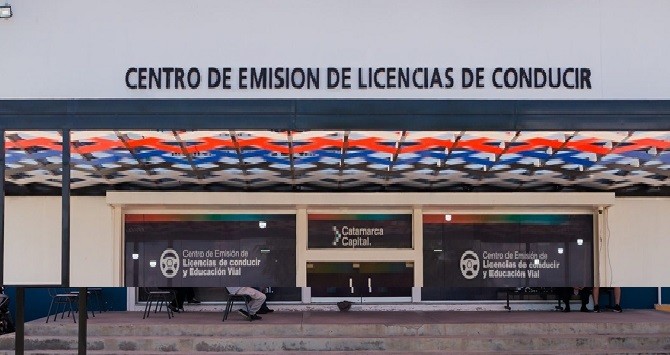 CENTRO DE EMISION DE LICENCIAS DE CONDUCIR
Catamarca
Capital.
Centro de Emisión de
Licencias de conducir
y Educación Vial
Centro de Emisión de
Licencias de conducir
y Educación Vial